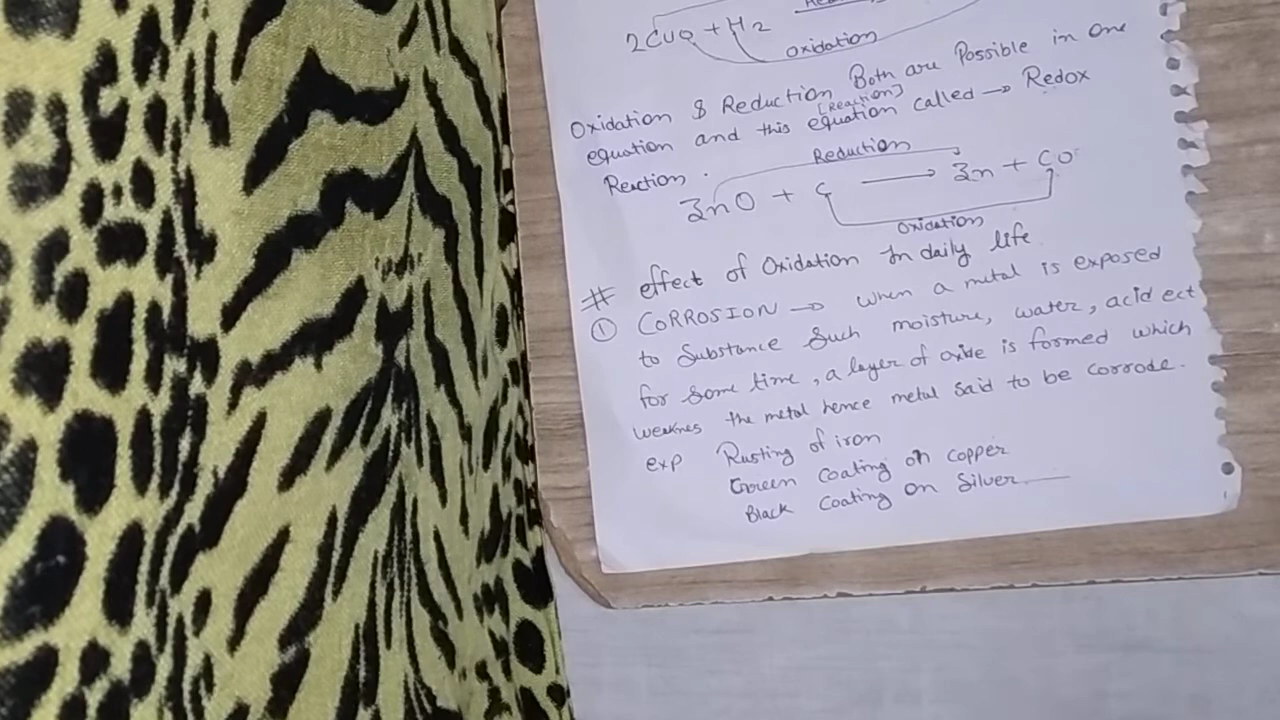 2CuO + H2
oxidation
Oxidation & Reduction Both are Possible in one
[Reaction]
equation and this equation called → Redox
Reaction.
Reduction
ZnO + C → Zn + CO
Oxidation
# effect of Oxidation In daily life
① CORROSION → when a metal is exposed
to Substance Such moisture, water, acid ect
for Some time, a layer of oxide is formed which
weaknes the metal hence metal Said to be corrode.
exp Rusting of iron
Green coating on copper
Black coating on Silver